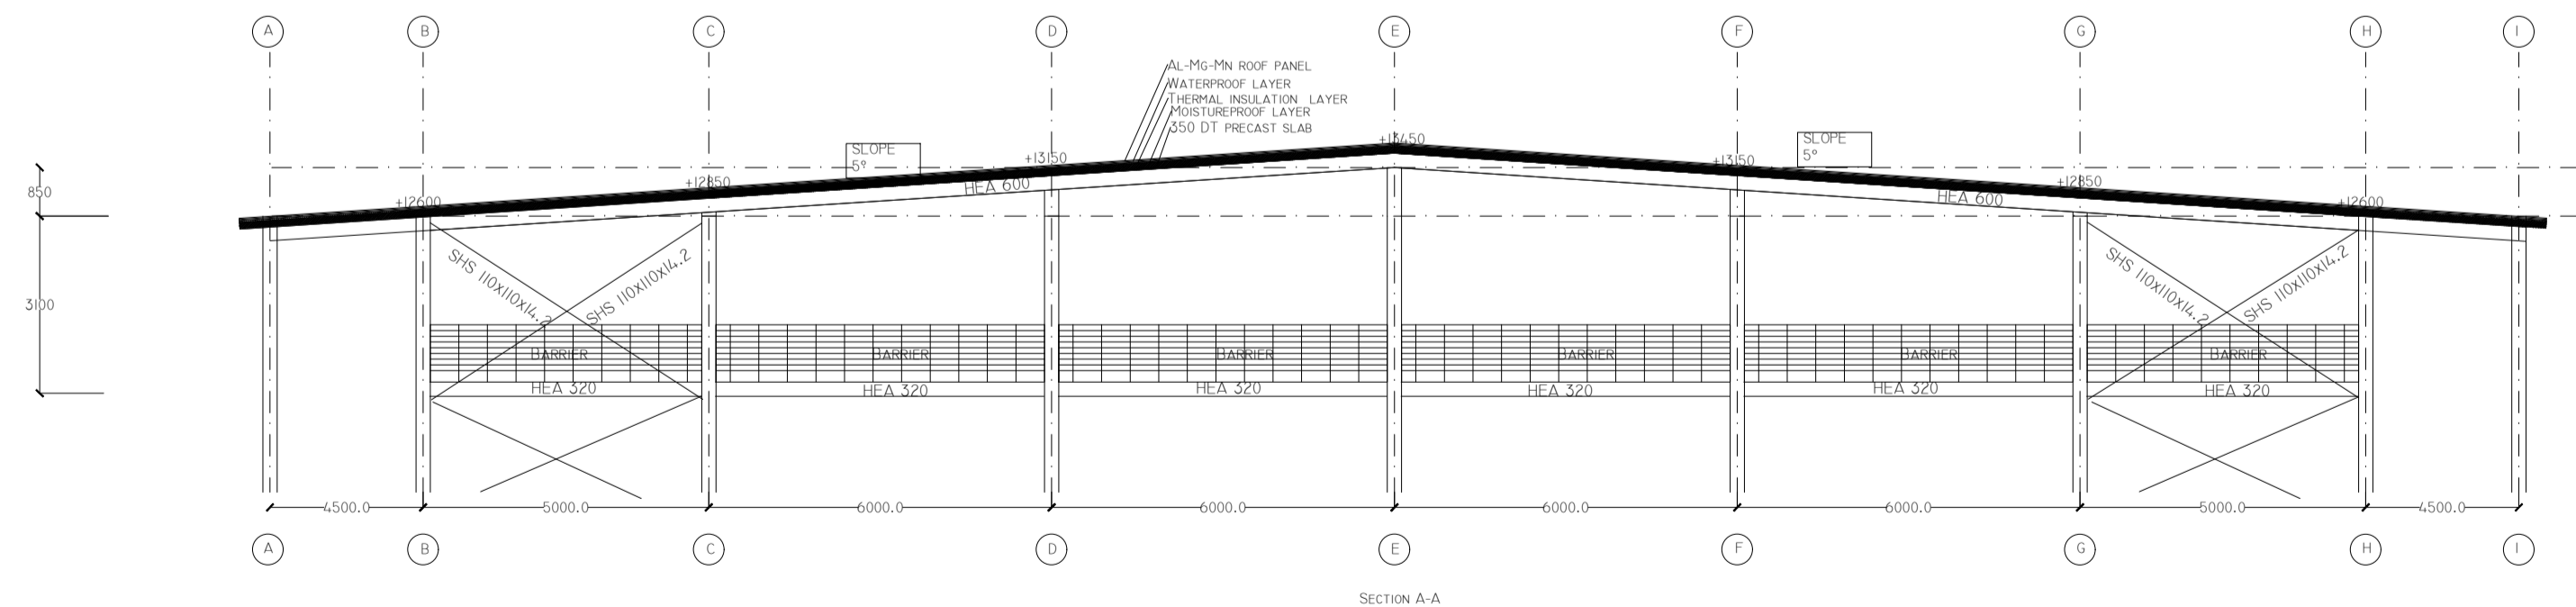 A B C D E F G H I
AL-MG-MN ROOF PANEL
WATERPROOF LAYER
THERMAL INSULATION LAYER
MOISTUREPROOF LAYER
350 DT PRECAST SLAB
SLOPE
5°
SLOPE
5°
+13450
+13150
+13150
+12850
+12850
+12600
+12600
HEA 600
HEA 600
850
3100
SHS 110x110x14.2
SHS 110x110x14.2
SHS 110x110x14.2
SHS 110x110x14.2
BARRIER BARRIER BARRIER BARRIER BARRIER BARRIER
HEA 320 HEA 320 HEA 320 HEA 320 HEA 320 HEA 320
4500.0 5000.0 6000.0 6000.0 6000.0 6000.0 5000.0 4500.0
A B C D E F G H I
SECTION A-A